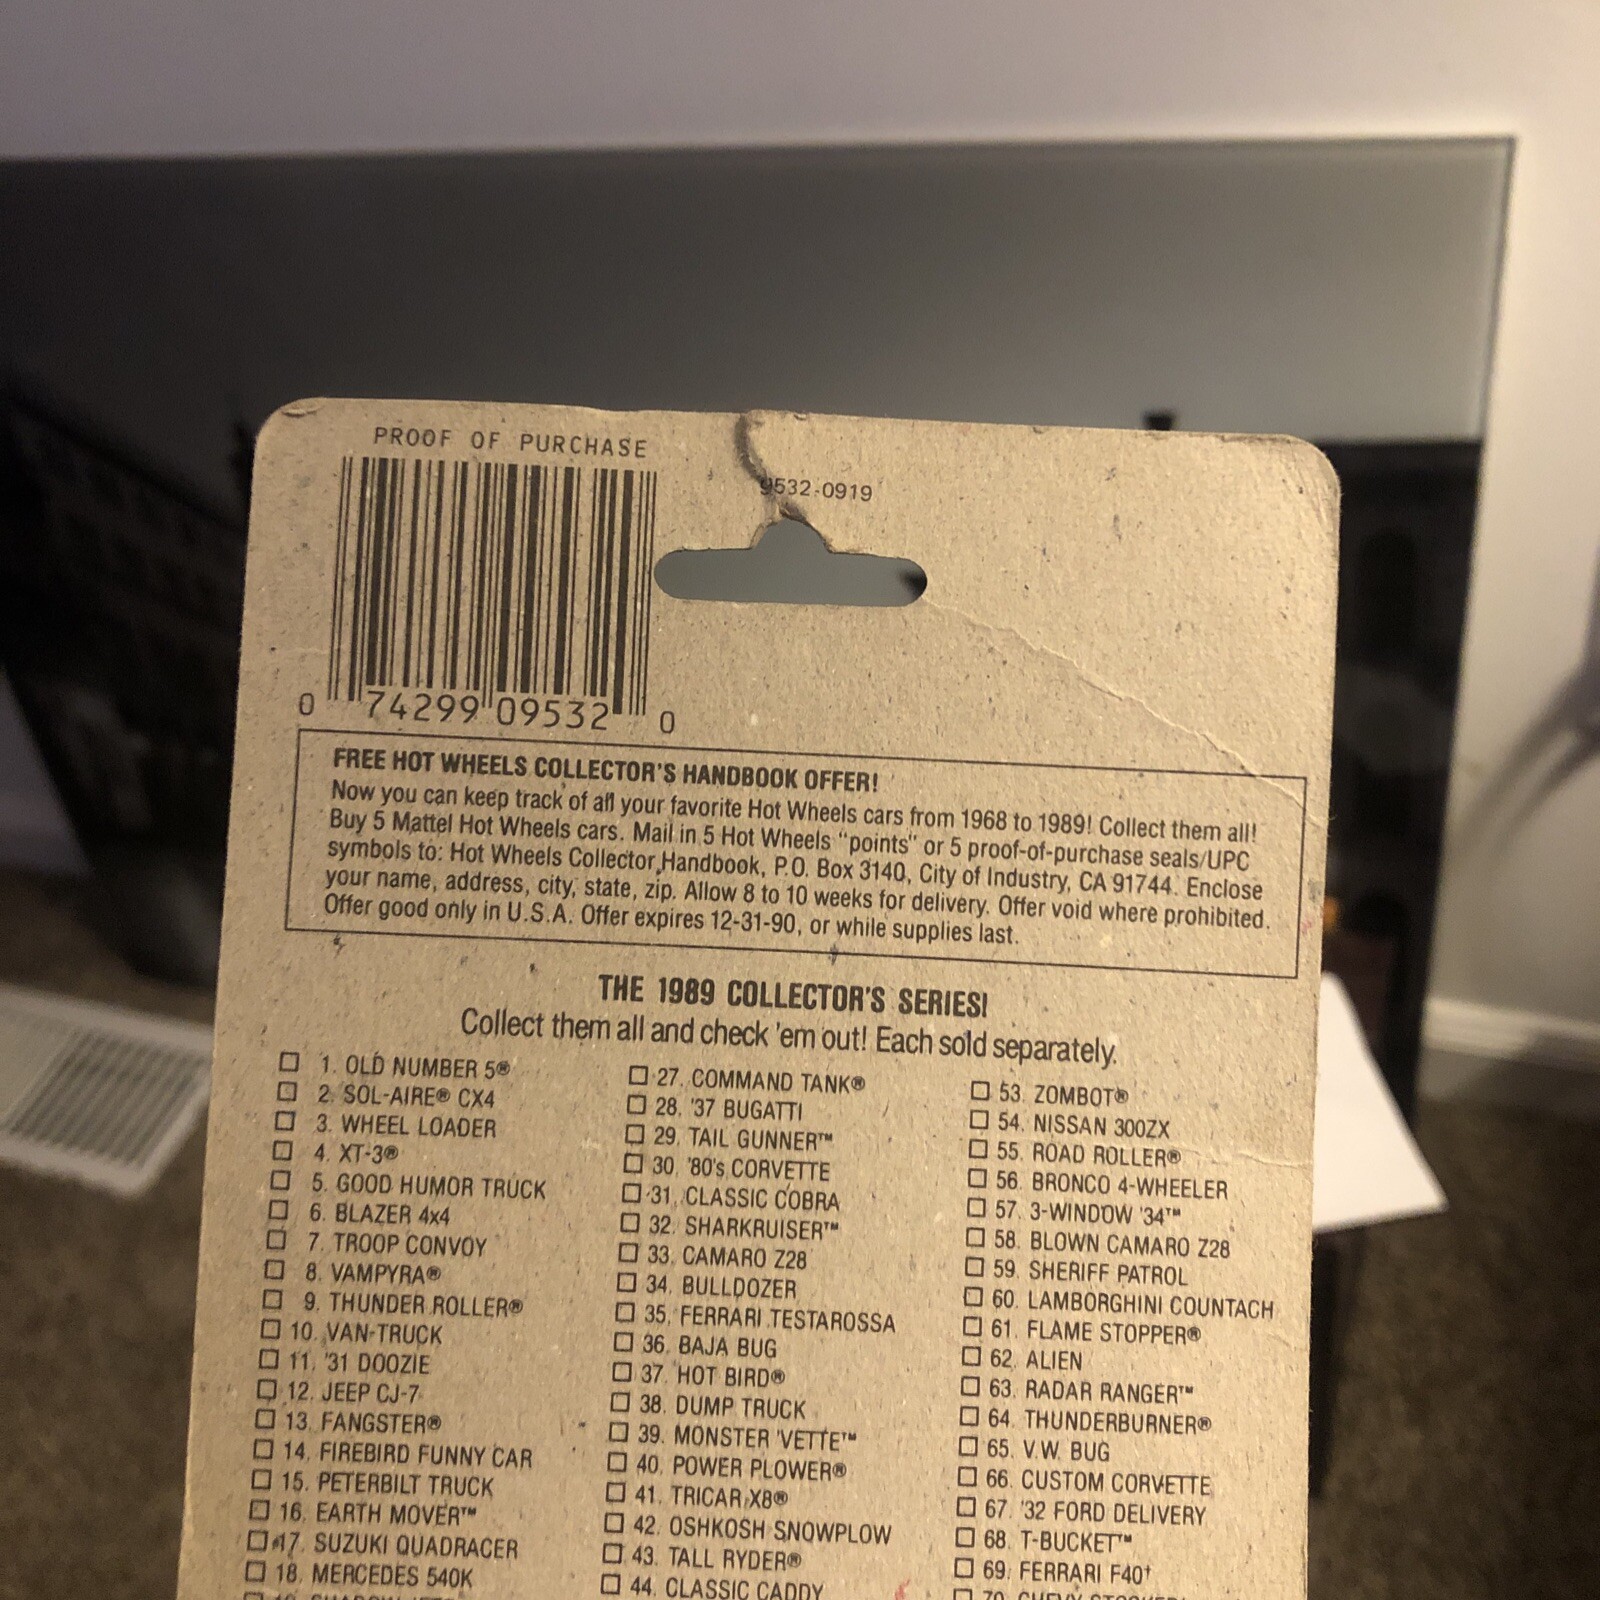 PROOF OF PURCHASE
9532-0919
0 74299 09532 0
FREE HOT WHEELS COLLECTOR'S HANDBOOK OFFER!
Now you can keep track of all your favorite Hot Wheels cars from 1968 to 1989! Collect them all!
Buy 5 Mattel Hot Wheels cars. Mail in 5 Hot Wheels "points" or 5 proof-of-purchase seals/UPC
symbols to: Hot Wheels Collector Handbook, P.O. Box 3140, City of Industry, CA 91744. Enclose
your name, address, city, state, zip. Allow 8 to 10 weeks for delivery. Offer void where prohibited.
Offer good only in U.S.A. Offer expires 12-31-90, or while supplies last.
THE 1989 COLLECTOR'S SERIES!
Collect them all and check 'em out! Each sold separately.
1. OLD NUMBER 5®
2. SOL-AIRE® CX4
3. WHEEL LOADER
4. XT-3®
5. GOOD HUMOR TRUCK
6. BLAZER 4x4
7. TROOP CONVOY
8. VAMPYRA®
9. THUNDER ROLLER®
10. VAN-TRUCK
11. '31 DOOZIE
12. JEEP CJ-7
13. FANGSTER®
14. FIREBIRD FUNNY CAR
15. PETERBILT TRUCK
16. EARTH MOVER™
17. SUZUKI QUADRACER
18. MERCEDES 540K
27. COMMAND TANK®
28. '37 BUGATTI
29. TAIL GUNNER™
30. '80's CORVETTE
31. CLASSIC COBRA
32. SHARKRUISER™
33. CAMARO Z28
34. BULLDOZER
35. FERRARI TESTAROSSA
36. BAJA BUG
37. HOT BIRD®
38. DUMP TRUCK
39. MONSTER 'VETTE™
40. POWER PLOWER®
41. TRICAR X8®
42. OSHKOSH SNOWPLOW
43. TALL RYDER®
44. CLASSIC CADDY
53. ZOMBOT®
54. NISSAN 300ZX
55. ROAD ROLLER®
56. BRONCO 4-WHEELER
57. 3-WINDOW '34™
58. BLOWN CAMARO Z28
59. SHERIFF PATROL
60. LAMBORGHINI COUNTACH
61. FLAME STOPPER®
62. ALIEN
63. RADAR RANGER™
64. THUNDERBURNER®
65. V.W. BUG
66. CUSTOM CORVETTE
67. '32 FORD DELIVERY
68. T-BUCKET™
69. FERRARI F40†